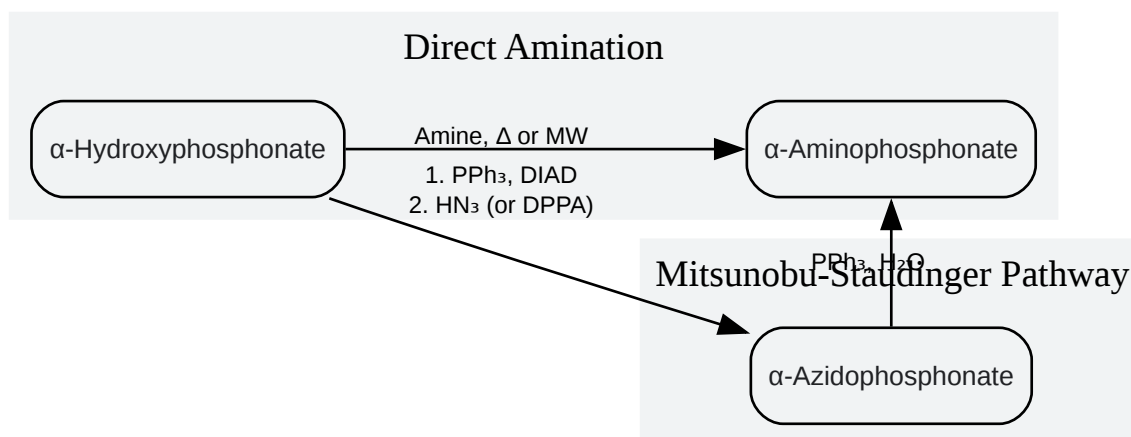 Direct Amination
α-Hydroxyphosphonate
Amine, Δ or MW
α-Aminophosphonate
1. PPh₃, DIAD
2. HN₃ (or DPPA)
PPh₃, H₂O
Mitsunobu-Staudinger Pathway
α-Azidophosphonate